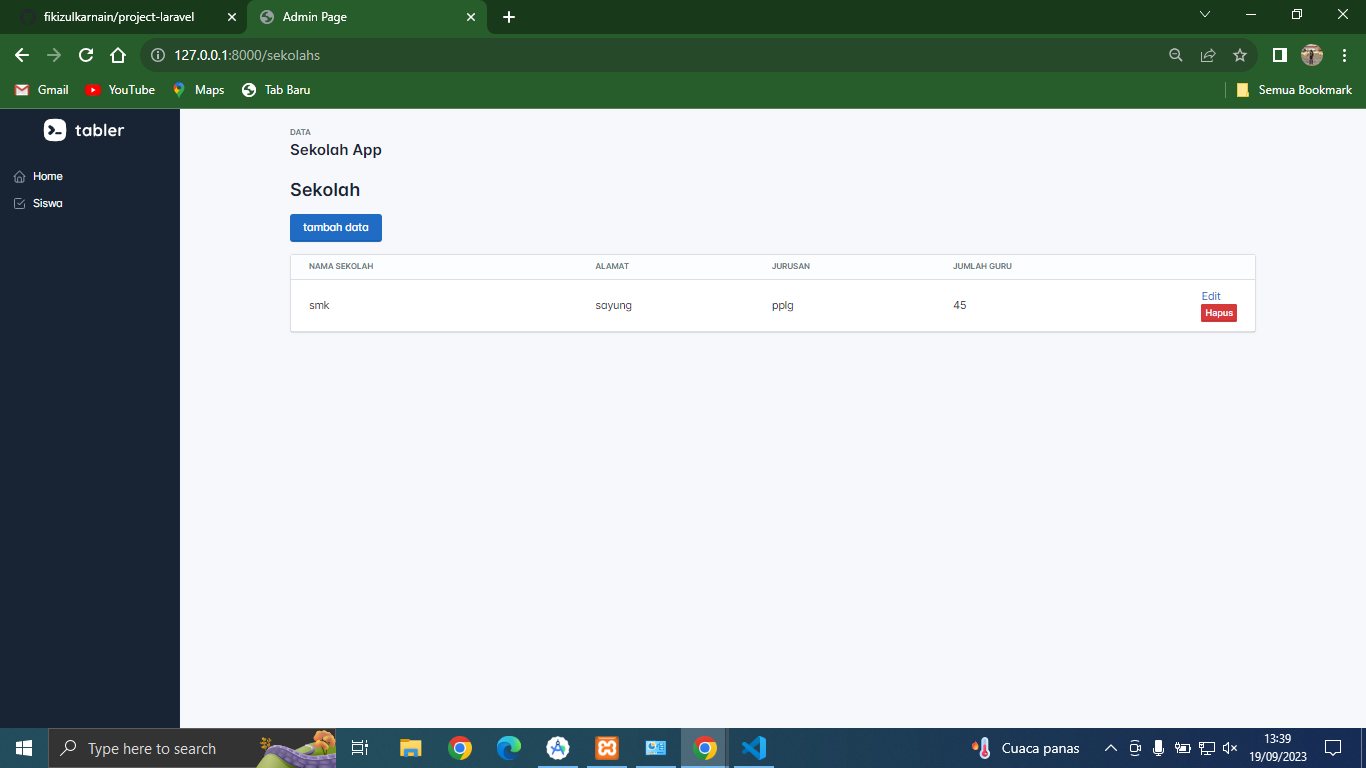 fikizulkarnain/project-laravel
Admin Page
127.0.0.1:8000/sekolahs
Gmail
YouTube
Maps
Tab Baru
Semua Bookmark
tabler
Home
Siswa
DATA
Sekolah App
Sekolah
tambah data
NAMA SEKOLAH ALAMAT JURUSAN JUMLAH GURU
smk sayung pplg 45
Edit
Hapus
Type here to search
Cuaca panas
13:39
19/09/2023